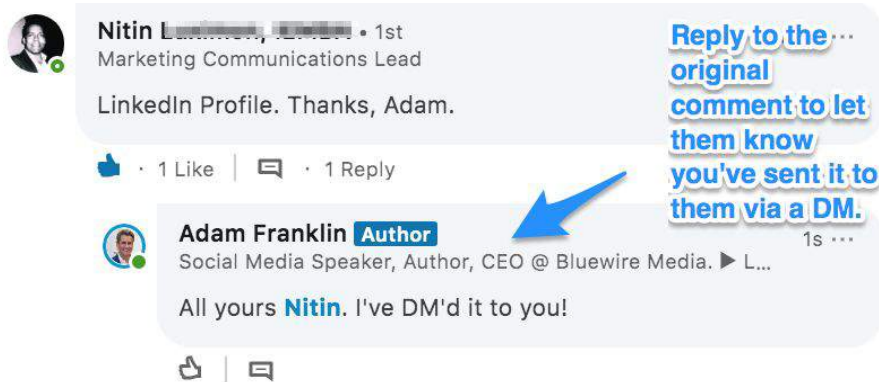 Nitin
• 1st
Marketing Communications Lead
LinkedIn Profile. Thanks, Adam.
· 1 Like
· 1 Reply
Reply to the
original
comment to let
them know
you've sent it to
them via a DM.
Adam Franklin Author
1s
Social Media Speaker, Author, CEO @ Bluewire Media. ▶ L...
All yours Nitin. I've DM'd it to you!